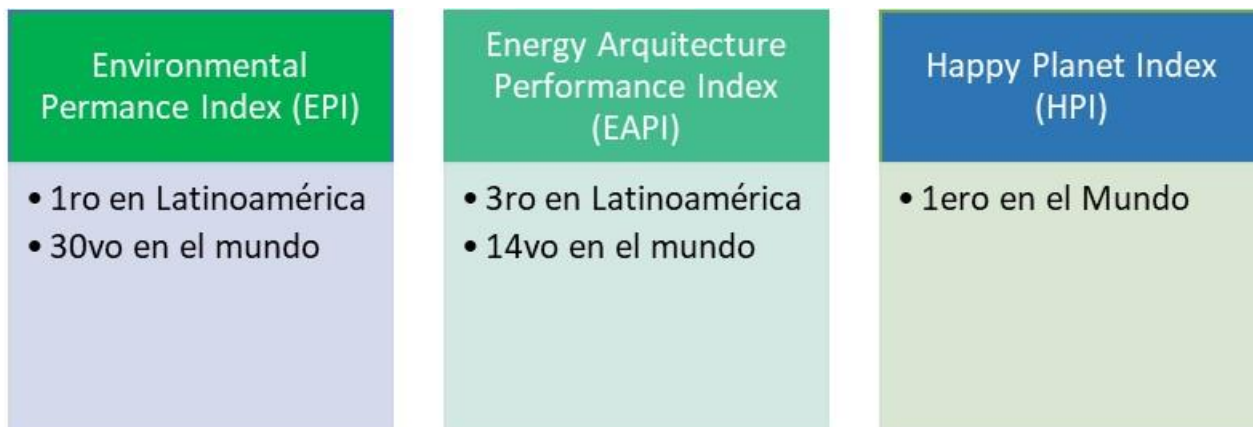 Environmental
Permance Index (EPI)
• 1ro en Latinoamérica
• 30vo en el mundo
Energy Arquitecture
Performance Index
(EAPI)
• 3ro en Latinoamérica
• 14vo en el mundo
Happy Planet Index
(HPI)
• 1ero en el Mundo